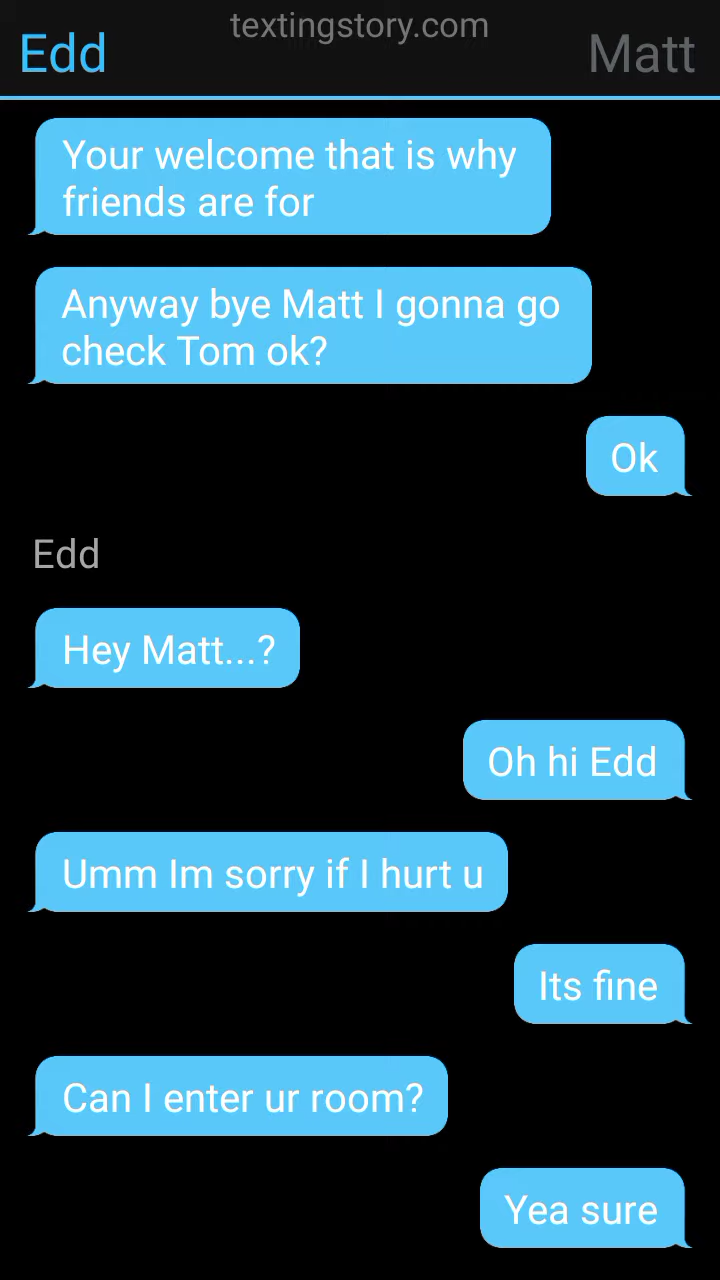 textingstory.com
Edd
Matt
Your welcome that is why
friends are for
Anyway bye Matt I gonna go
check Tom ok?
Ok
Edd
Hey Matt...?
Oh hi Edd
Umm Im sorry if I hurt u
Its fine
Can I enter ur room?
Yea sure